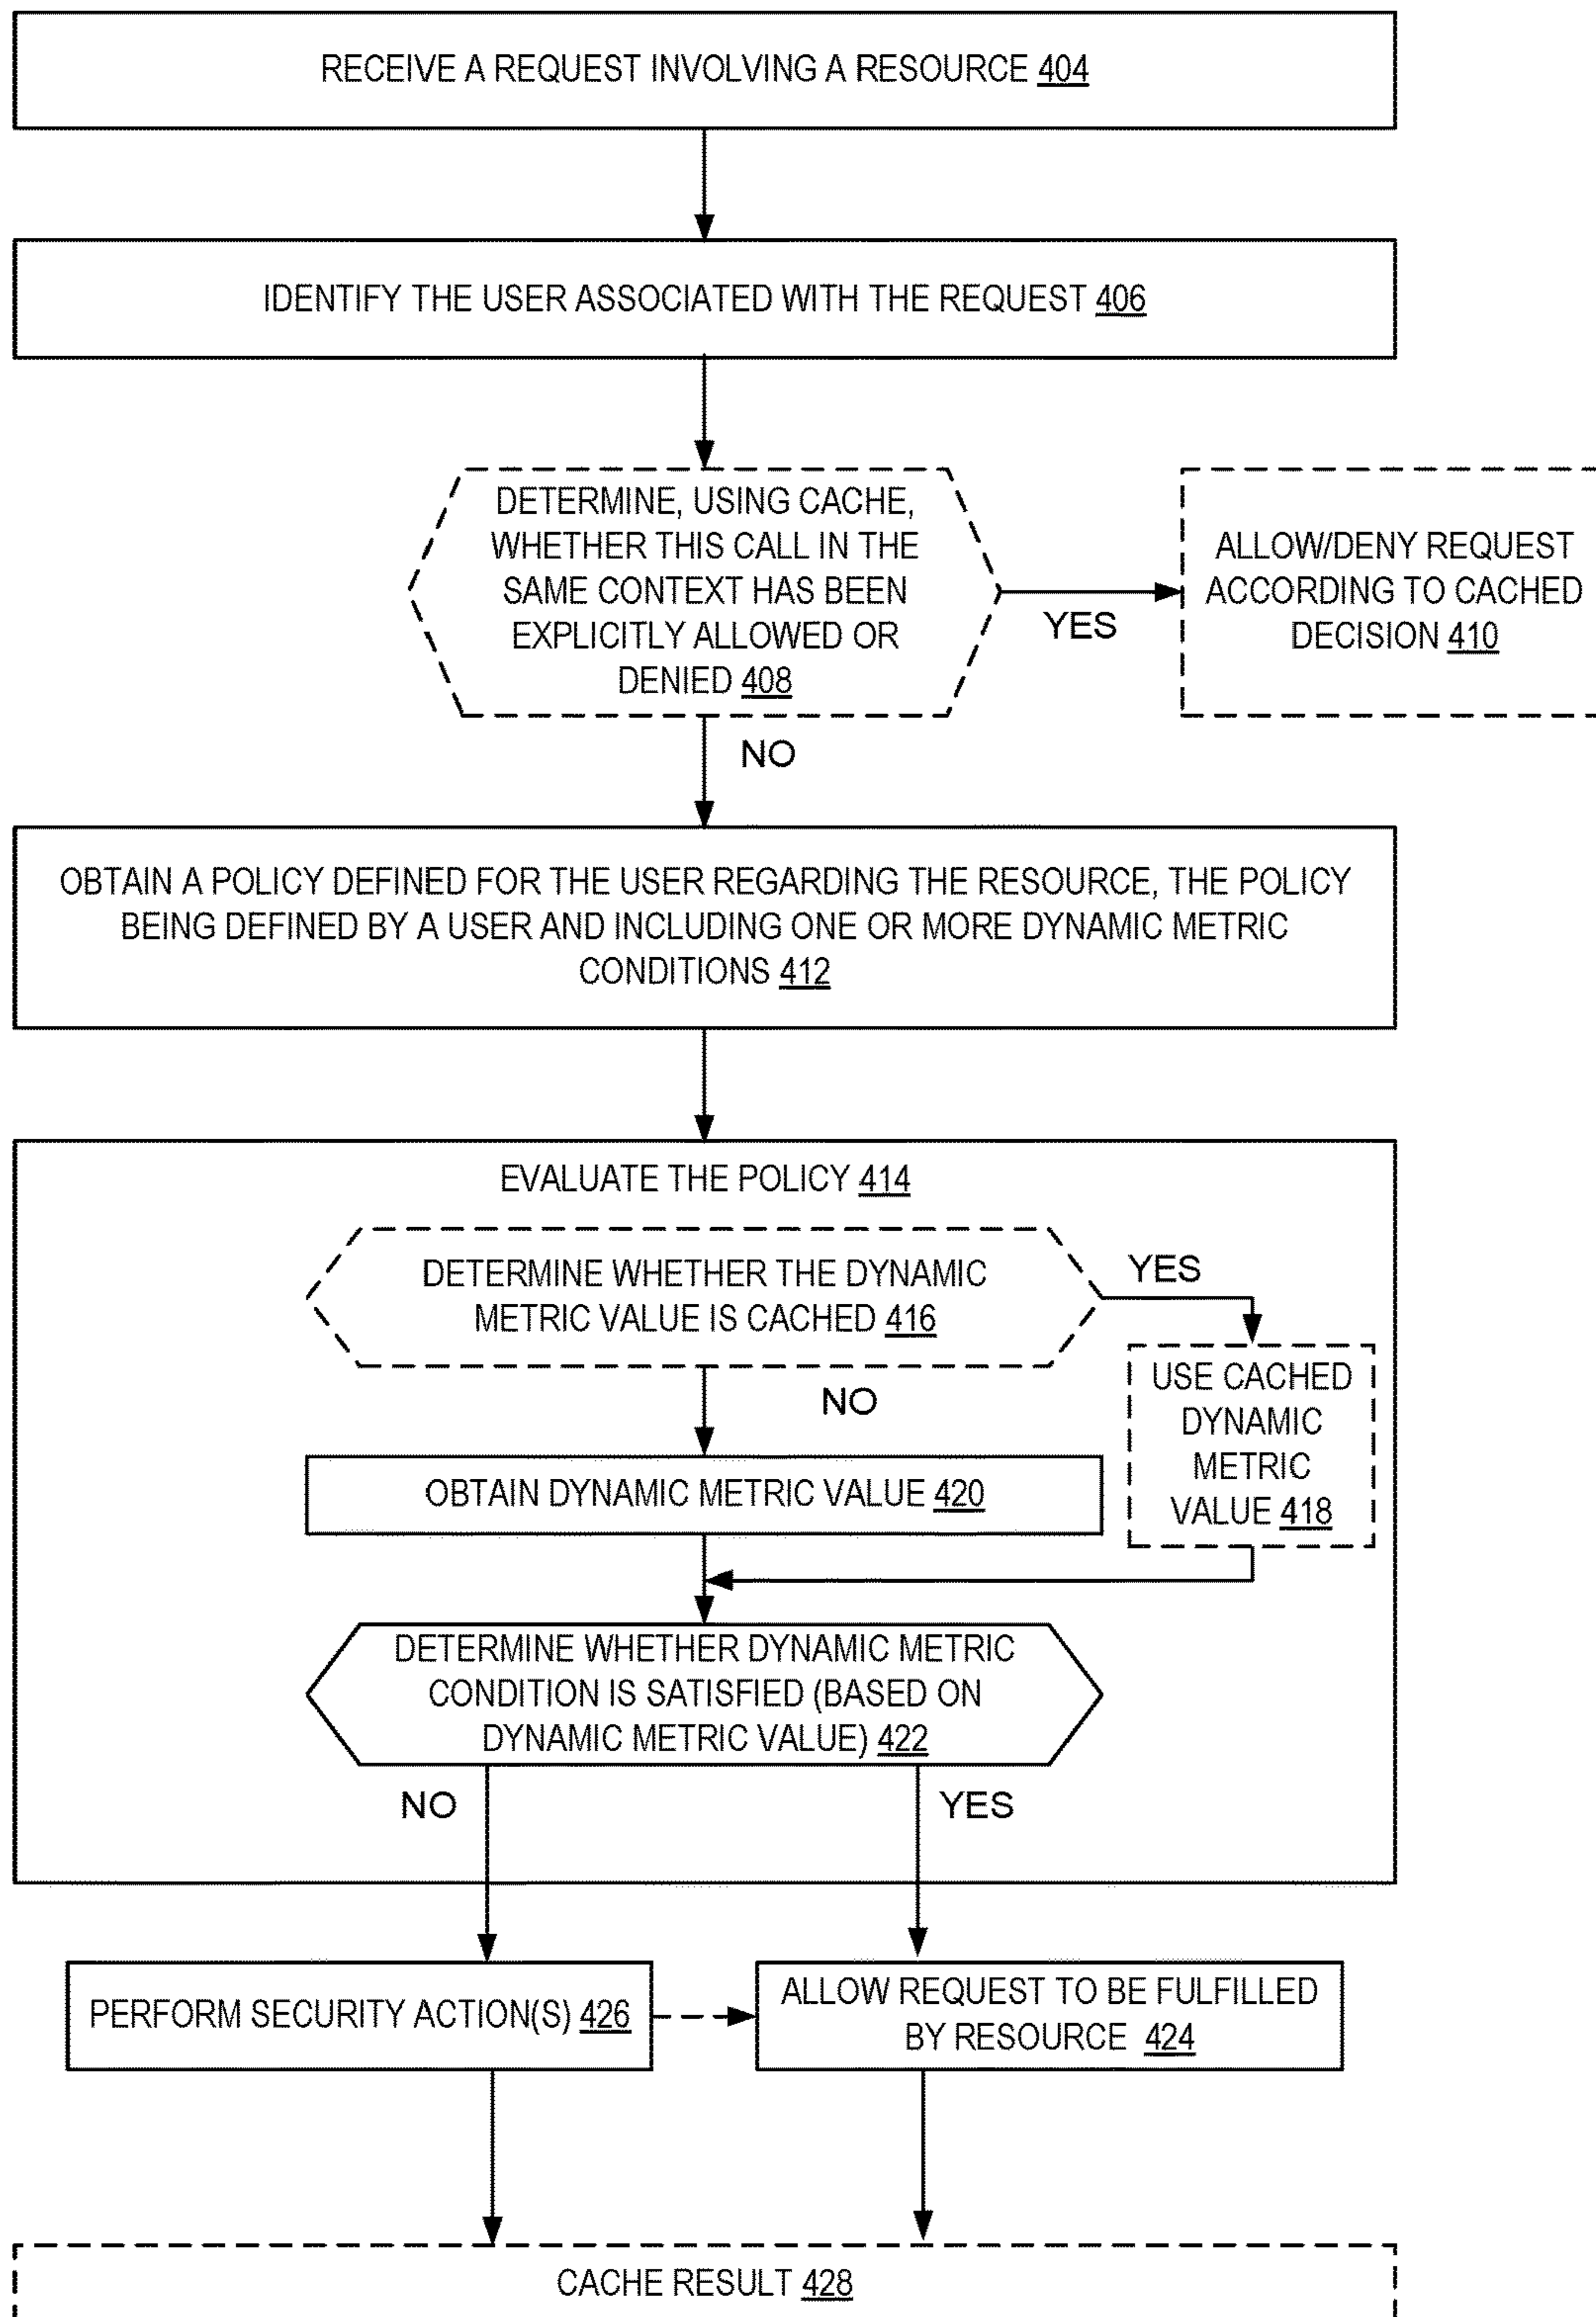 RECEIVE A REQUEST INVOLVING A RESOURCE 404
IDENTIFY THE USER ASSOCIATED WITH THE REQUEST 406
DETERMINE, USING CACHE,
WHETHER THIS CALL IN THE
SAME CONTEXT HAS BEEN
EXPLICITLY ALLOWED OR
DENIED 408
YES
ALLOW/DENY REQUEST
ACCORDING TO CACHED
DECISION 410
NO
OBTAIN A POLICY DEFINED FOR THE USER REGARDING THE RESOURCE, THE POLICY
BEING DEFINED BY A USER AND INCLUDING ONE OR MORE DYNAMIC METRIC
CONDITIONS 412
EVALUATE THE POLICY 414
DETERMINE WHETHER THE DYNAMIC
METRIC VALUE IS CACHED 416
YES
USE CACHED
DYNAMIC
METRIC
VALUE 418
NO
OBTAIN DYNAMIC METRIC VALUE 420
DETERMINE WHETHER DYNAMIC METRIC
CONDITION IS SATISFIED (BASED ON
DYNAMIC METRIC VALUE) 422
NO
YES
PERFORM SECURITY ACTION(S) 426
ALLOW REQUEST TO BE FULFILLED
BY RESOURCE 424
CACHE RESULT 428